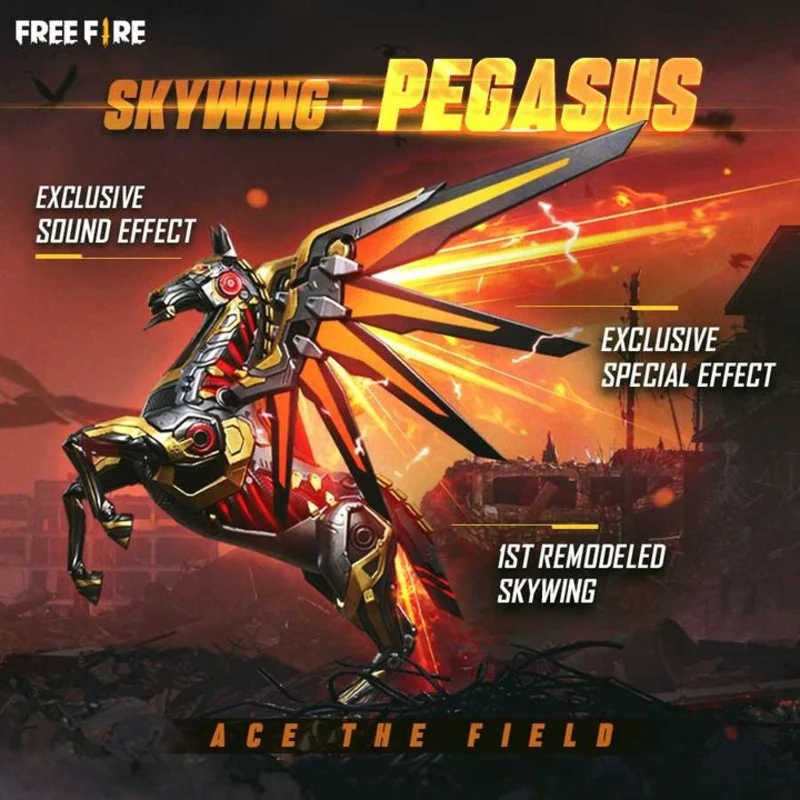 FREE FIRE
SKYWING - PEGASUS
EXCLUSIVE
SOUND EFFECT
EXCLUSIVE
SPECIAL EFFECT
1ST REMODELED
SKYWING
ACE THE FIELD